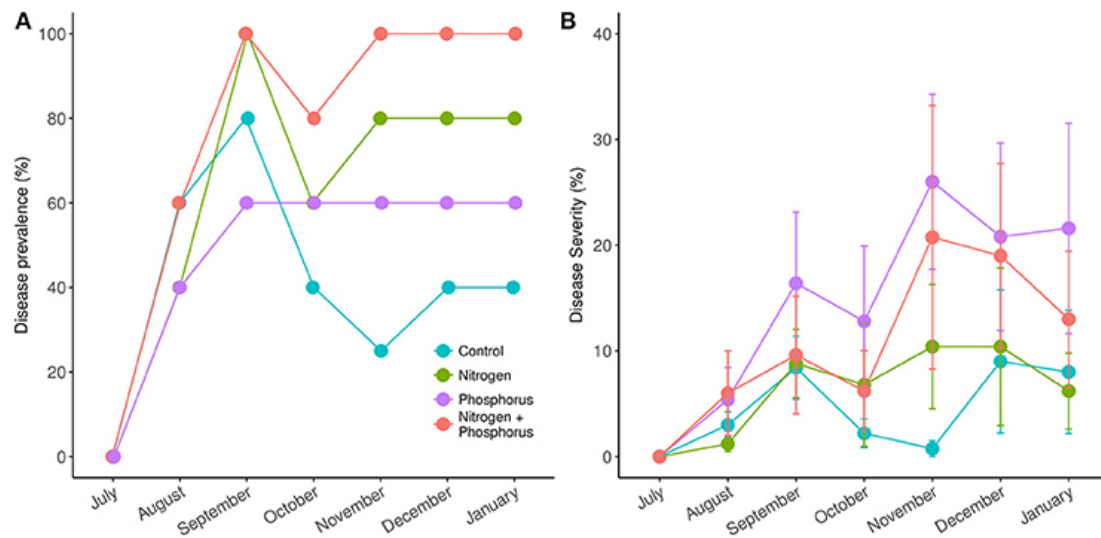 A
Disease prevalence (%)
100
80
60
40
20
0
Control
Nitrogen
Phosphorus
Nitrogen +
Phosphorus
July
August
September
October
November
December
January
B
Disease Severity (%)
40
30
20
10
0
July
August
September
October
November
December
January